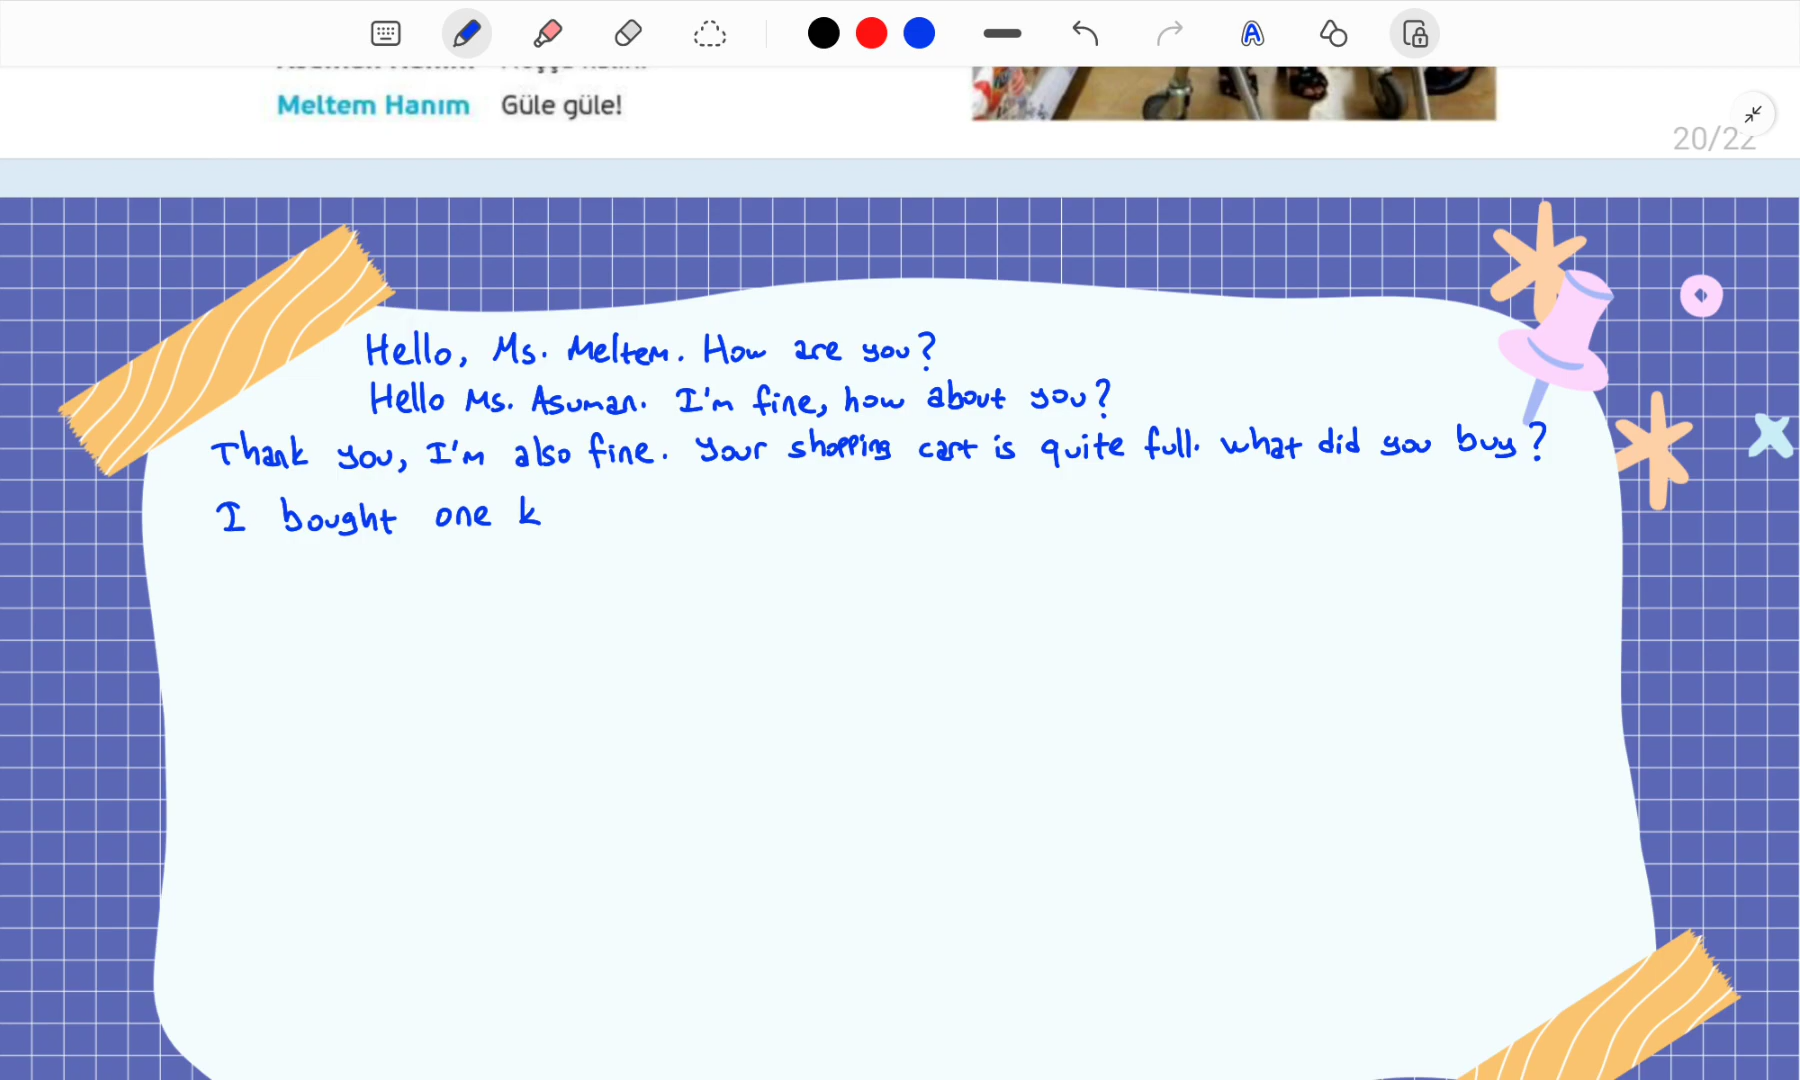 Meltem Hanım Güle güle!
20/22
Hello, Ms. Meltem. How are you?
Hello Ms. Asuman. I'm fine, how about you?
Thank you, I'm also fine. Your shopping cart is quite full. What did you buy?
I bought one k